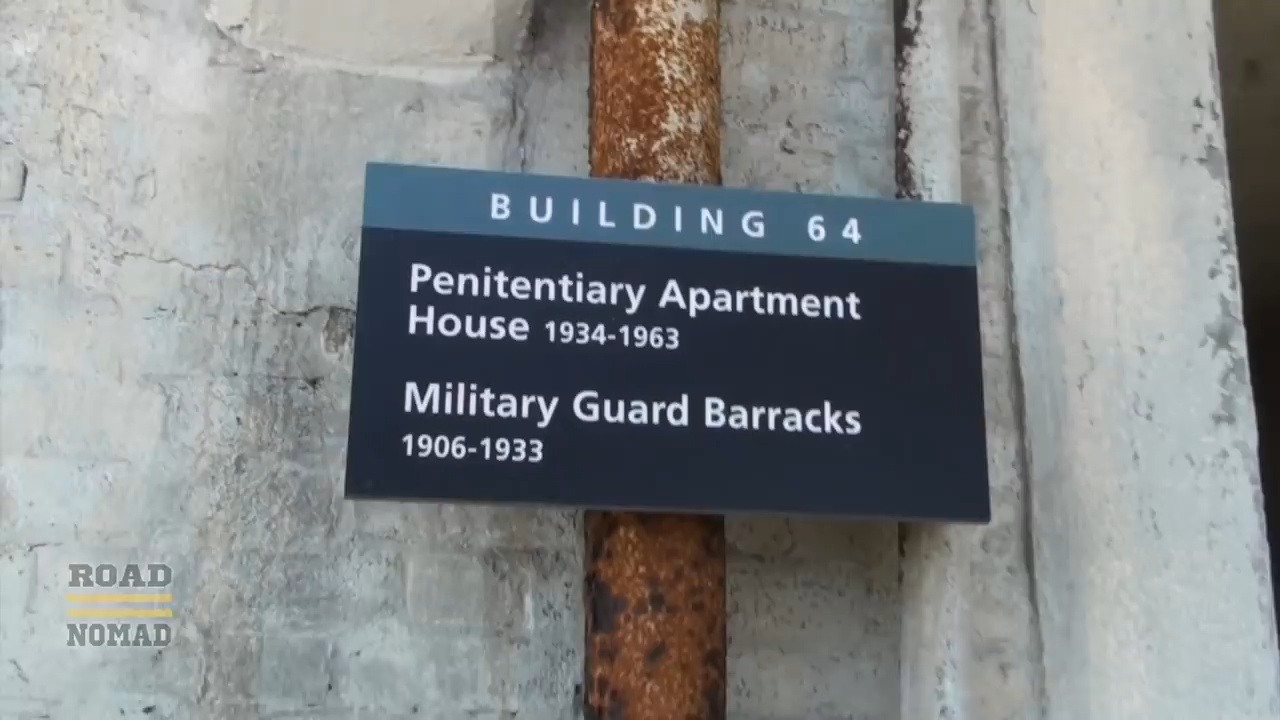 BUILDING 64
Penitentiary Apartment
House 1934-1963
Military Guard Barracks
1906-1933
ROAD
NOMAD